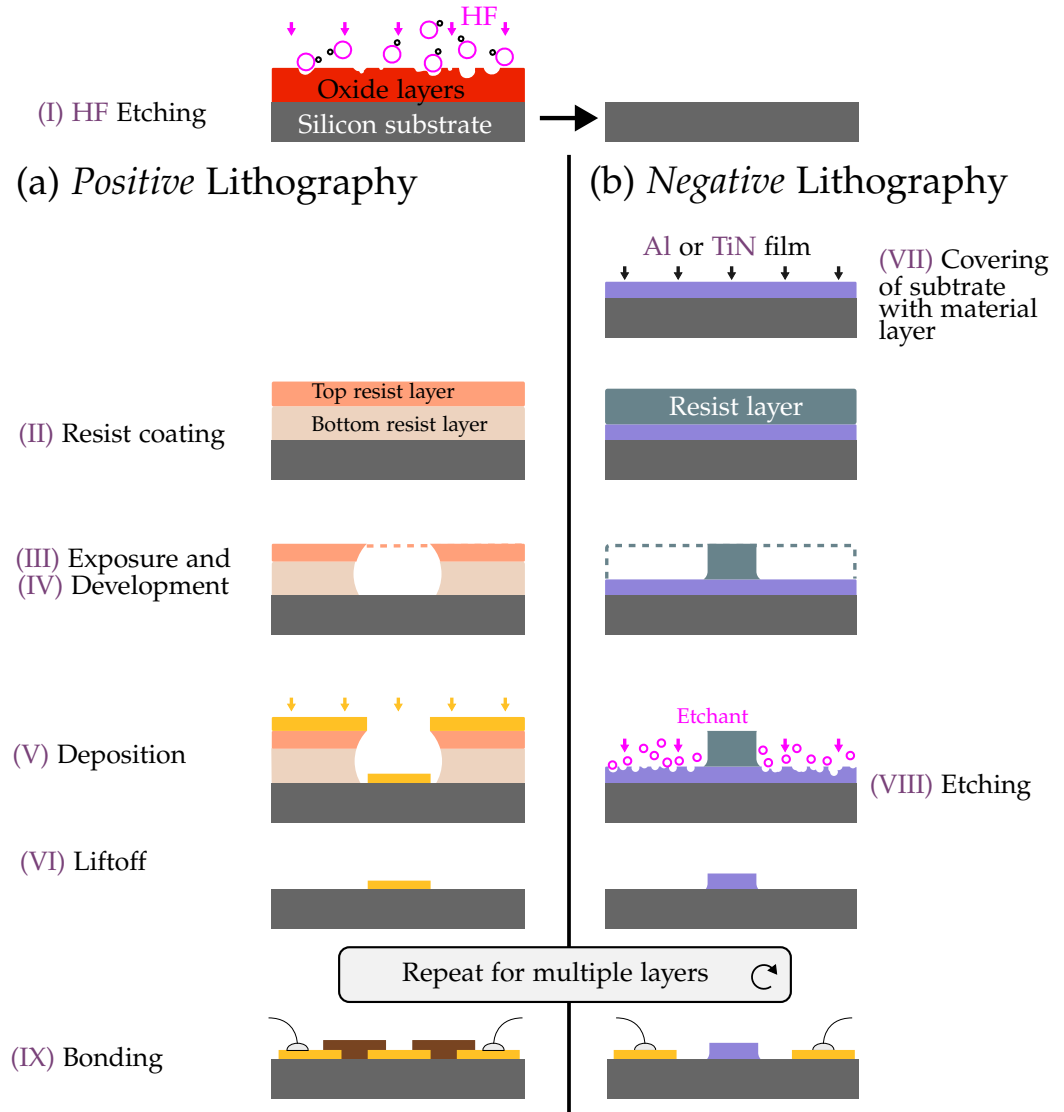 HF
Oxide layers
(I) HF Etching
Silicon substrate
(a) Positive Lithography
(b) Negative Lithography
Al or TiN film
(VII) Covering
of subtrate
with material
layer
Top resist layer
Bottom resist layer
Resist layer
(II) Resist coating
(III) Exposure and
(IV) Development
Etchant
(V) Deposition
(VIII) Etching
(VI) Liftoff
Repeat for multiple layers
(IX) Bonding